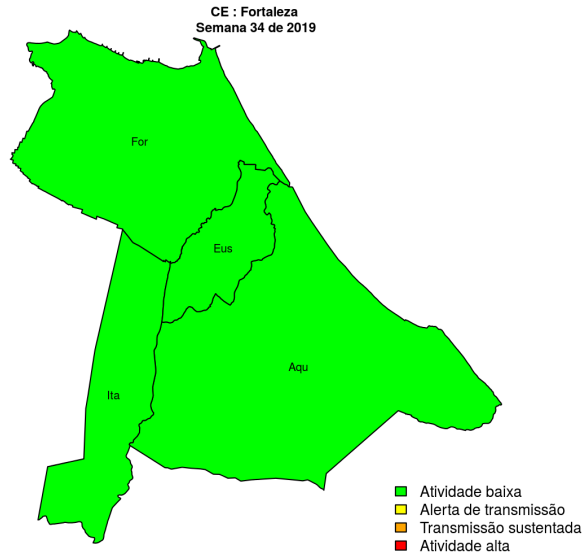 CE : Fortaleza
Semana 34 de 2019
For
Eus
Aqu
Ita
Atividade baixa
Alerta de transmissão
Transmissão sustentada
Atividade alta